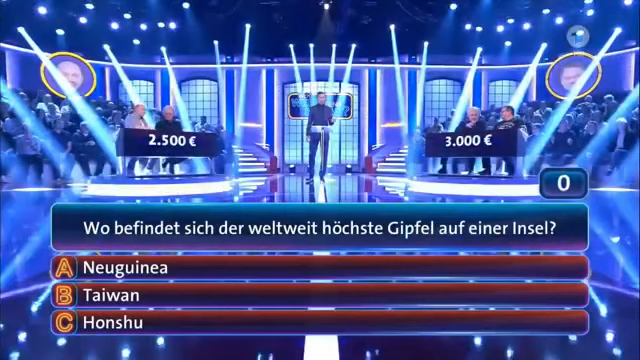 2.500 €
3.000 €
0
Wo befindet sich der weltweit höchste Gipfel auf einer Insel?
A Neuguinea
B Taiwan
C Honshu